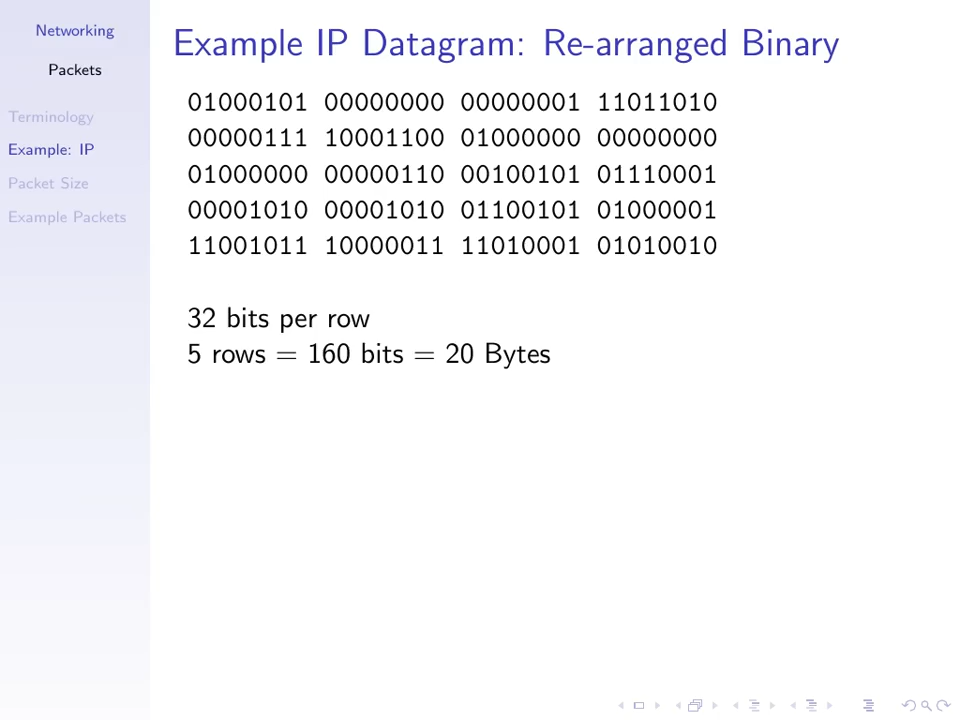 Networking
Packets
Terminology
Example: IP
Packet Size
Example Packets
Example IP Datagram: Re-arranged Binary
01000101 00000000 00000001 11011010
00000111 10001100 01000000 00000000
01000000 00000110 00100101 01110001
00001010 00001010 01100101 01000001
11001011 10000011 11010001 01010010
32 bits per row
5 rows = 160 bits = 20 Bytes